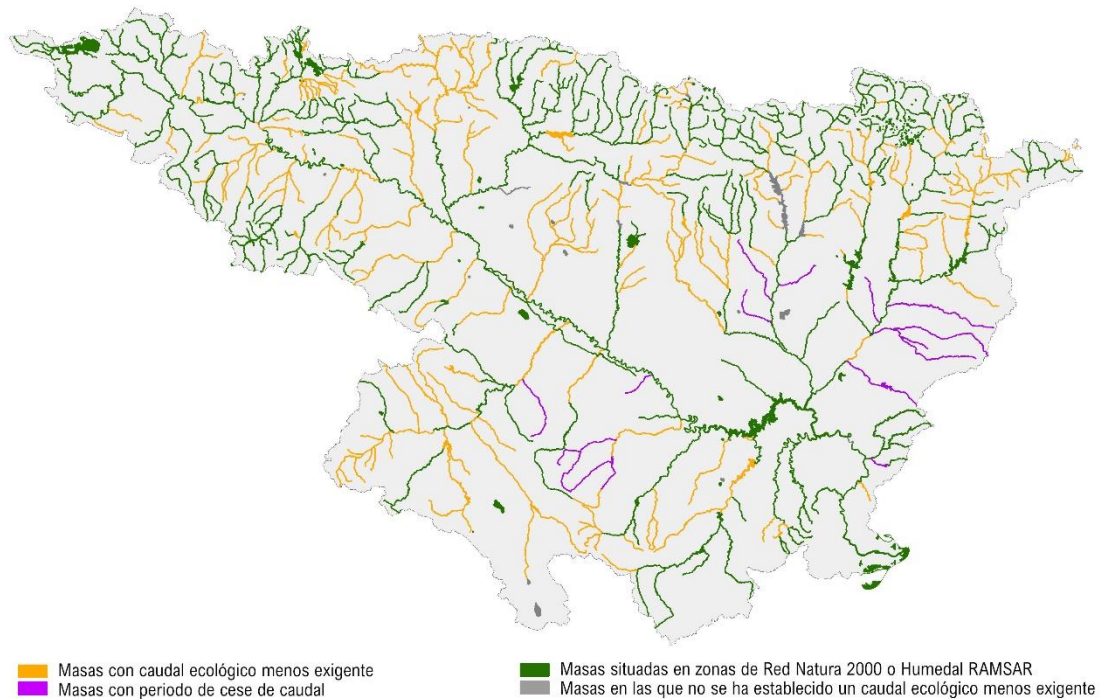 Masas con caudal ecológico menos exigente
Masas con periodo de cese de caudal
Masas situadas en zonas de Red Natura 2000 o Humedal RAMSAR
Masas en las que no se ha establecido un caudal ecológico menos exigente